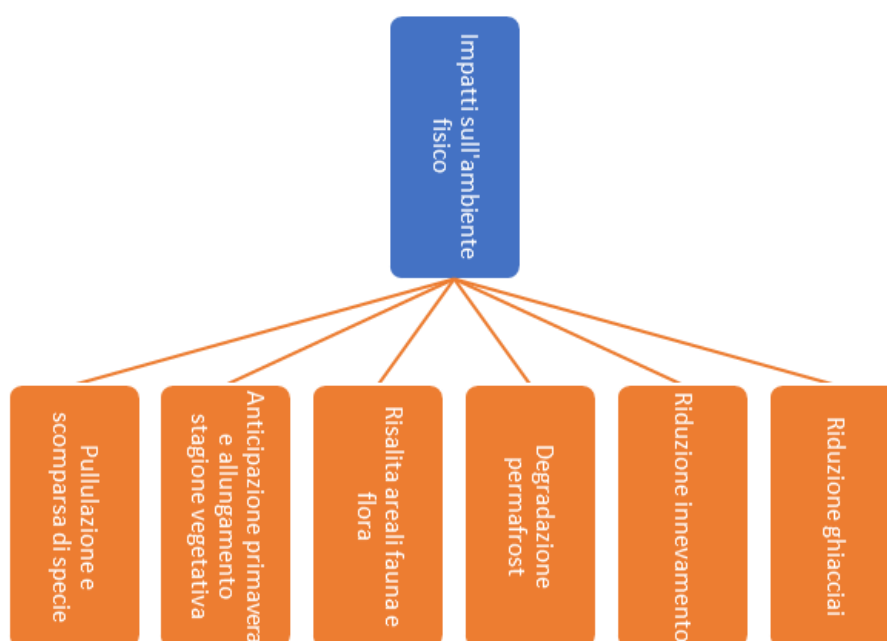 Impatti sull'ambiente
fisico
Pullulazione e
scomparsa di specie
Anticipazione primavera
e allungamento
stagione vegetativa
Risalita areali fauna e
flora
Degradazione
permafrost
Riduzione innevamento
Riduzione ghiacciai